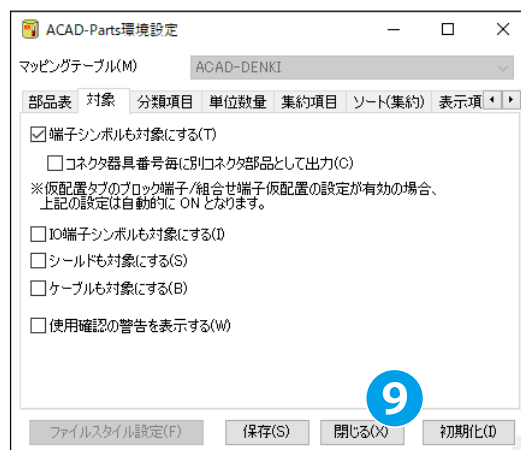 ACAD-Parts環境設定
マッピングテーブル(M) ACAD-DENKI
部品表 対象 分類項目 単位数量 集約項目 ソート(集約) 表示項
端子シンボルも対象にする(T)
コネクタ器具番号毎に別コネクタ部品として出力(C)
※仮配置タブのブロック端子/組合せ端子仮配置の設定が有効の場合、
上記の設定は自動的に ON となります。
IO端子シンボルも対象にする(I)
シールドも対象にする(S)
ケーブルも対象にする(B)
使用確認の警告を表示する(W)
9
ファイルスタイル設定(F) 保存(S) 閉じる(X) 初期化(I)